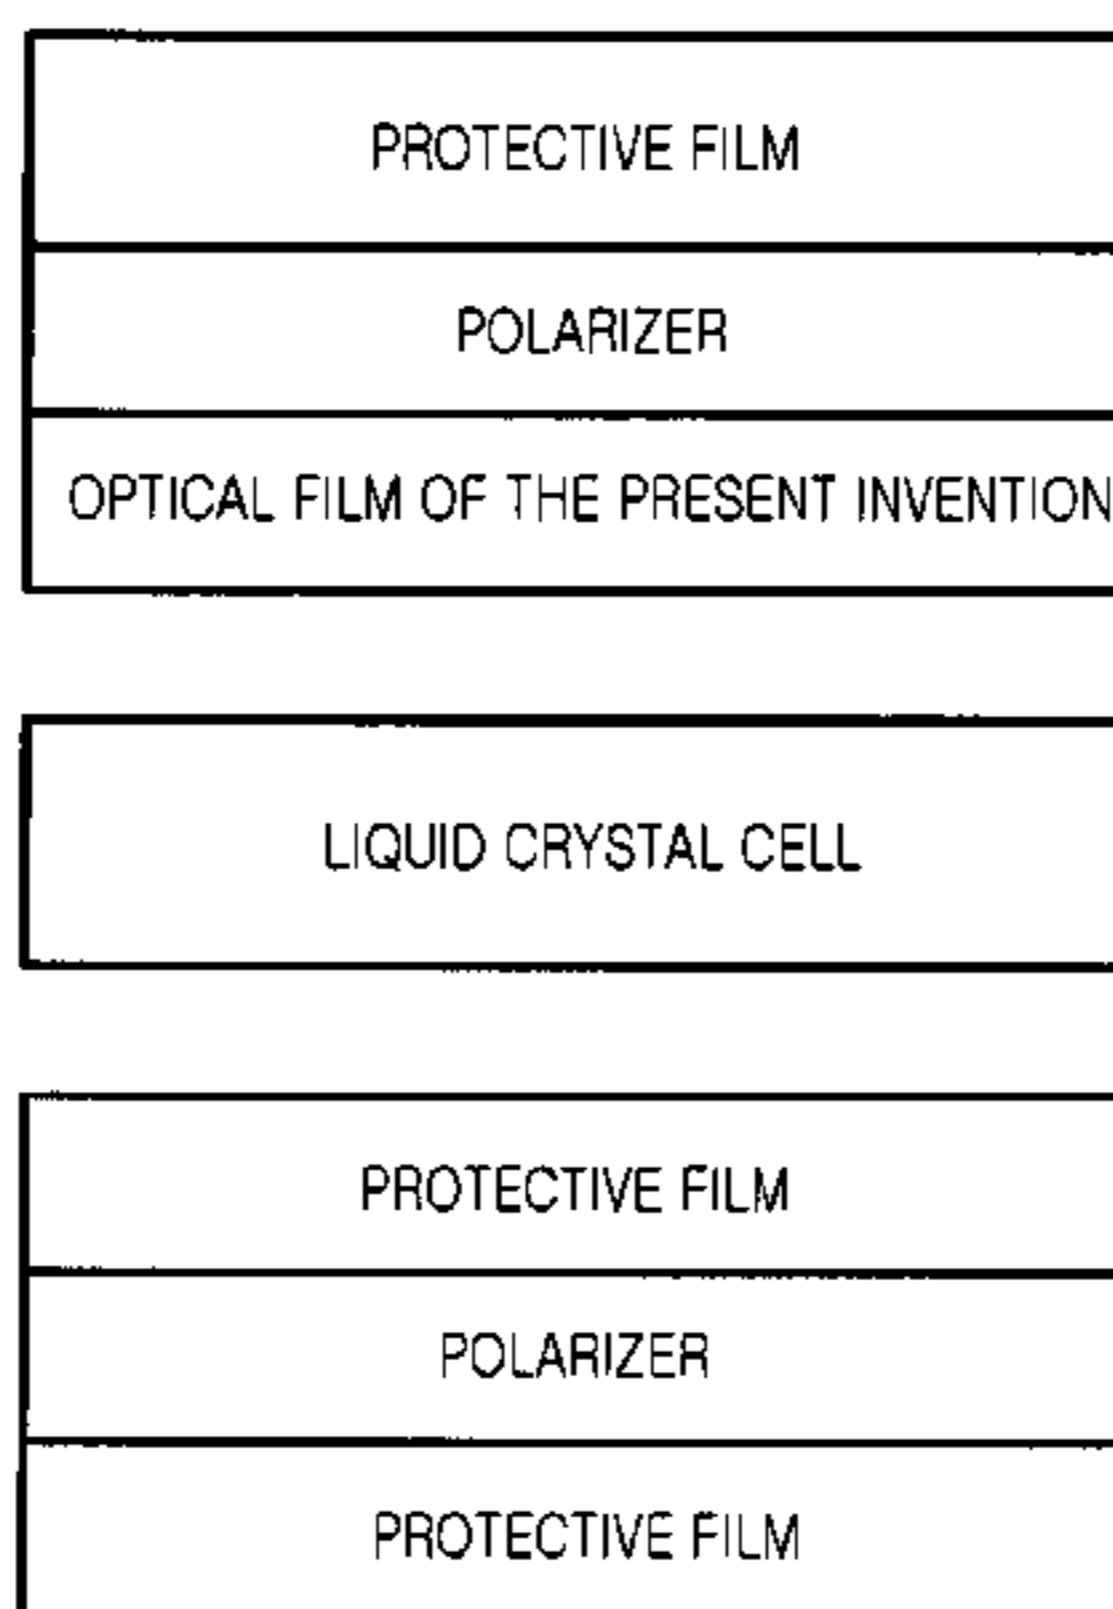 PROTECTIVE FILM
POLARIZER
OPTICAL FILM OF THE PRESENT INVENTION
LIQUID CRYSTAL CELL
PROTECTIVE FILM
POLARIZER
PROTECTIVE FILM